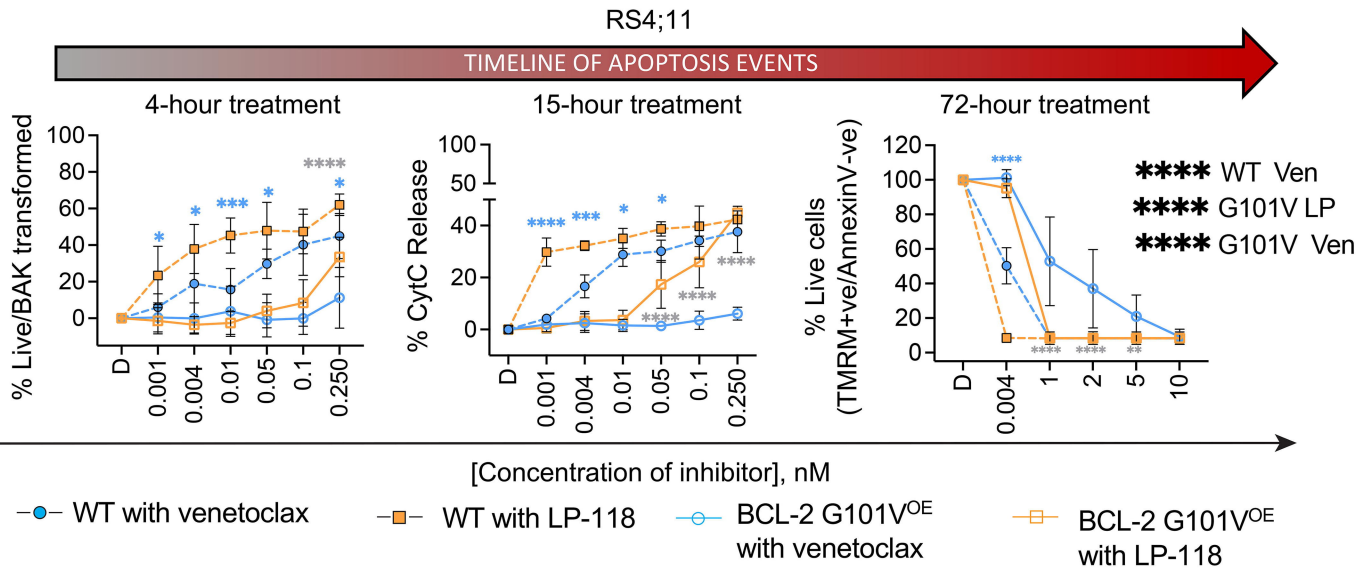 RS4;11
TIMELINE OF APOPTOSIS EVENTS
4-hour treatment
% Live/BAK transformed
100
80
60
40
20
0
D
0.001
0.004
0.01
0.05
0.1
0.250
*
*
***
*
****
*
15-hour treatment
% CytC Release
100
50
40
20
0
D
0.001
0.004
0.01
0.05
0.1
0.250
****
***
*
*
****
****
****
72-hour treatment
% Live cells
(TMRM+ve/AnnexinV-ve)
120
100
80
60
40
20
0
D
0.004
1
2
5
10
****
****
****
**
**** WT Ven
**** G101V LP
**** G101V Ven
[Concentration of inhibitor], nM
WT with venetoclax
WT with LP-118
BCL-2 G101V^OE
with venetoclax
BCL-2 G101V^OE
with LP-118